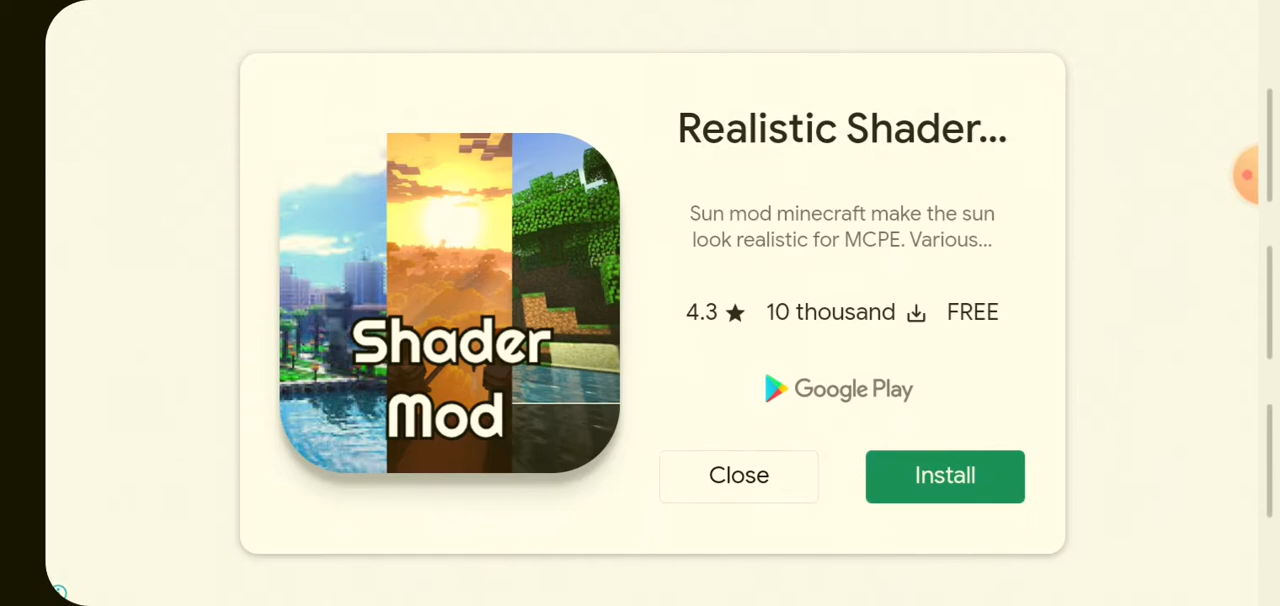 Shader
Mod
Realistic Shader...
Sun mod minecraft make the sun
look realistic for MCPE. Various...
4.3 10 thousand FREE
Google Play
Close Install